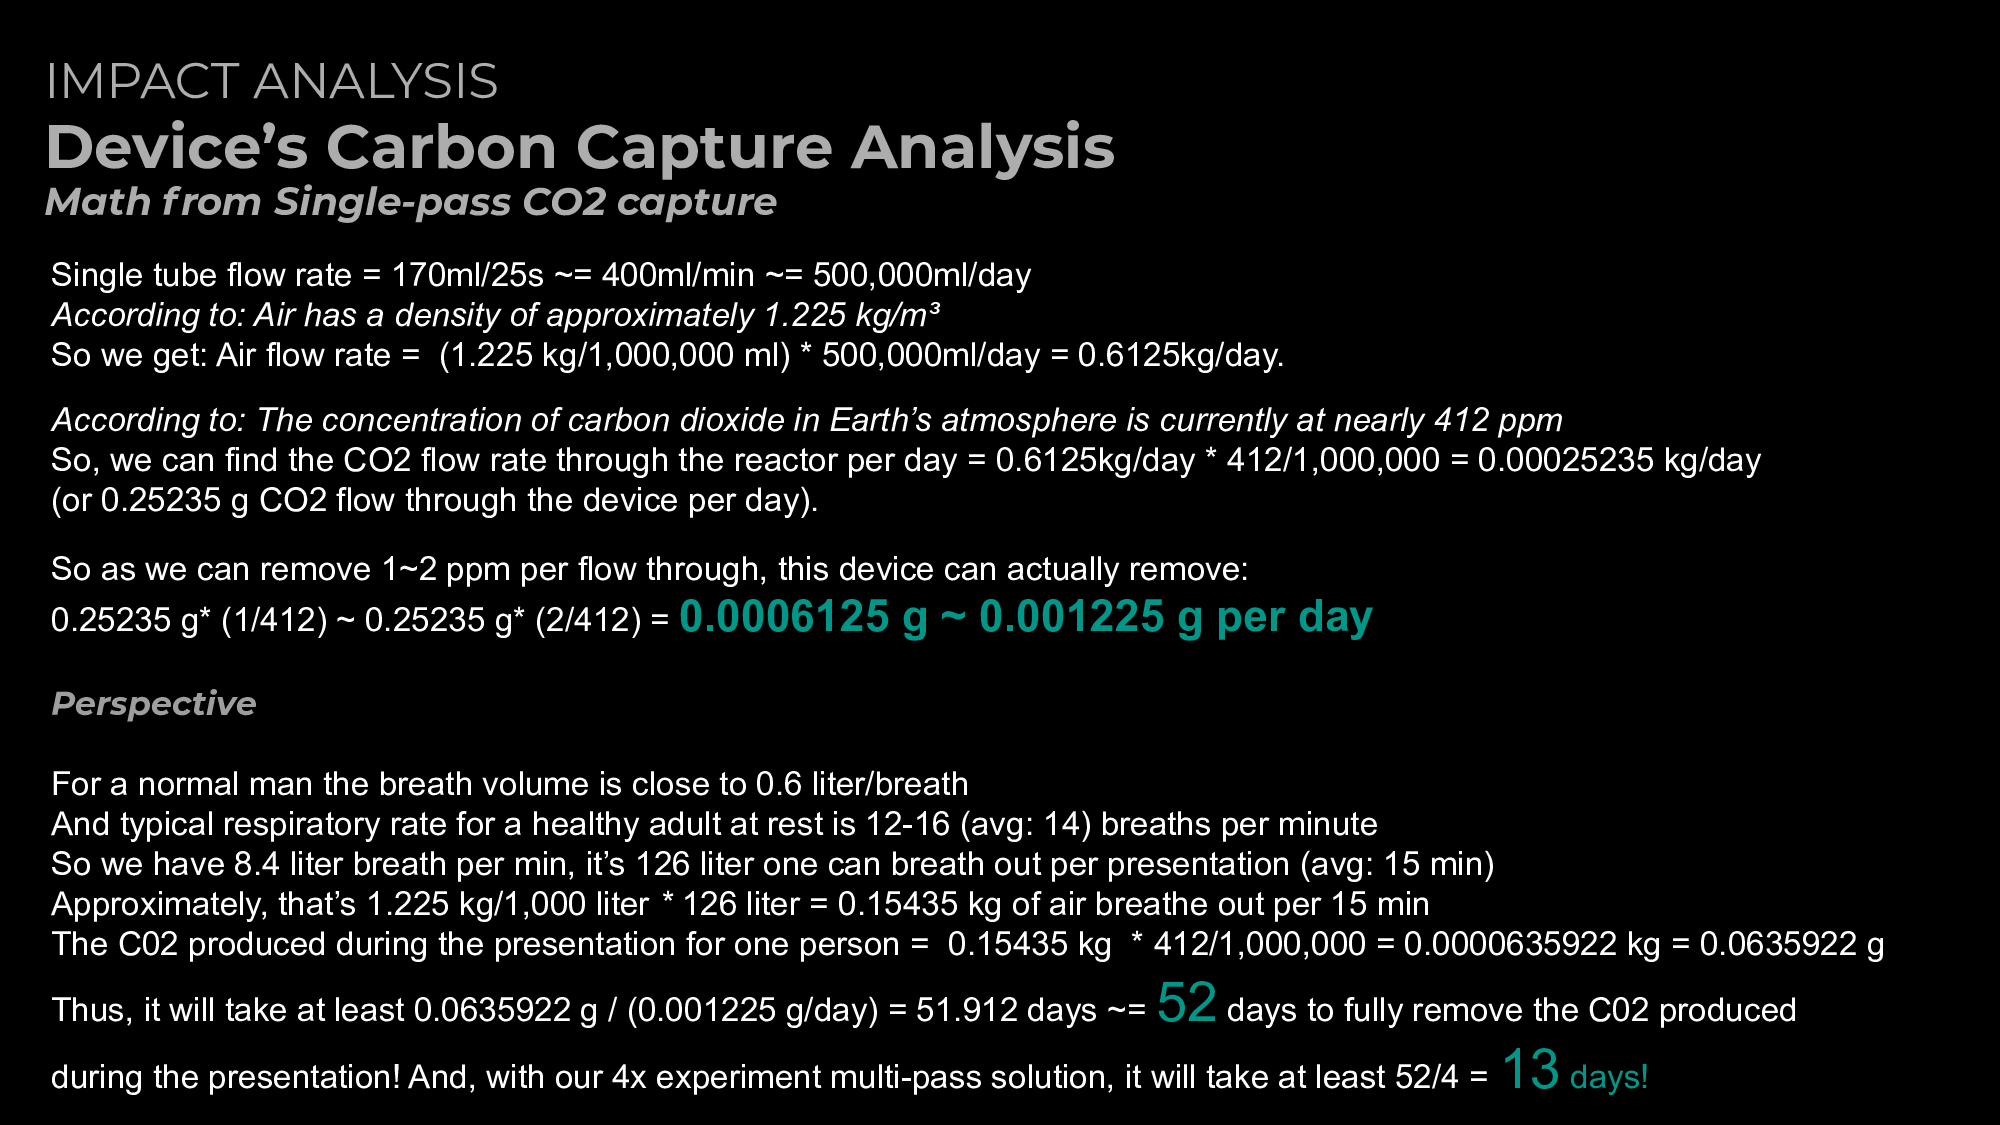 IMPACT ANALYSIS
Device’s Carbon Capture Analysis
Math from Single-pass CO2 capture
Single tube flow rate = 170ml/25s ~= 400ml/min ~= 500,000ml/day
According to: Air has a density of approximately 1.225 kg/m³
So we get: Air flow rate =  (1.225 kg/1,000,000 ml) * 500,000ml/day = 0.6125kg/day.
According to: The concentration of carbon dioxide in Earth’s atmosphere is currently at nearly 412 ppm
So, we can find the CO2 flow rate through the reactor per day = 0.6125kg/day * 412/1,000,000 = 0.00025235 kg/day
(or 0.25235 g CO2 flow through the device per day).
So as we can remove 1~2 ppm per flow through, this device can actually remove:
0.25235 g* (1/412) ~ 0.25235 g* (2/412) = 0.0006125 g ~ 0.001225 g per day
Perspective
For a normal man the breath volume is close to 0.6 liter/breath
And typical respiratory rate for a healthy adult at rest is 12-16 (avg: 14) breaths per minute
So we have 8.4 liter breath per min, it’s 126 liter one can breath out per presentation (avg: 15 min)
Approximately, that’s 1.225 kg/1,000 liter * 126 liter = 0.15435 kg of air breathe out per 15 min
The C02 produced during the presentation for one person =  0.15435 kg  * 412/1,000,000 = 0.0000635922 kg = 0.0635922 g
Thus, it will take at least 0.0635922 g / (0.001225 g/day) = 51.912 days ~= 52 days to fully remove the C02 produced
during the presentation! And, with our 4x experiment multi-pass solution, it will take at least 52/4 = 13 days!